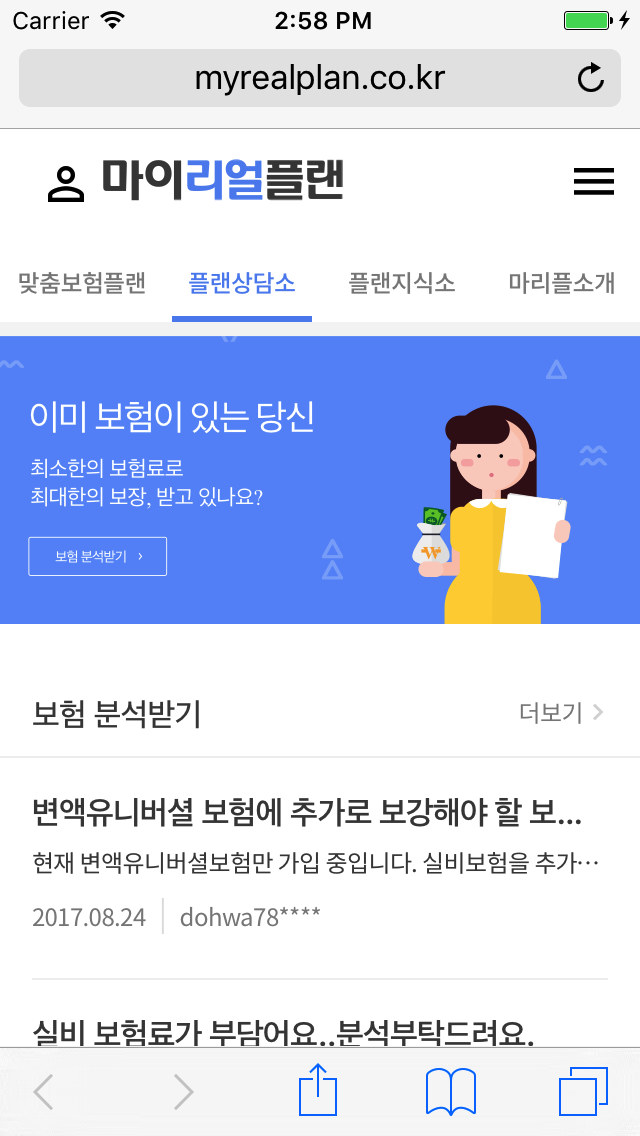 Carrier 2:58 PM
myrealplan.co.kr
마이리얼플랜
맞춤보험플랜 플랜상담소 플랜지식소 마리플소개
이미 보험이 있는 당신
최소한의 보험료로
최대한의 보장, 받고 있나요?
보험 분석받기 ›
보험 분석받기 더보기
변액유니버셜 보험에 추가로 보강해야 할 보...
현재 변액유니버셜보험만 가입 중입니다. 실비보험을 추가···
2017.08.24 dohwa78****
실비 보험료가 부담어요..분석부탁드려요.